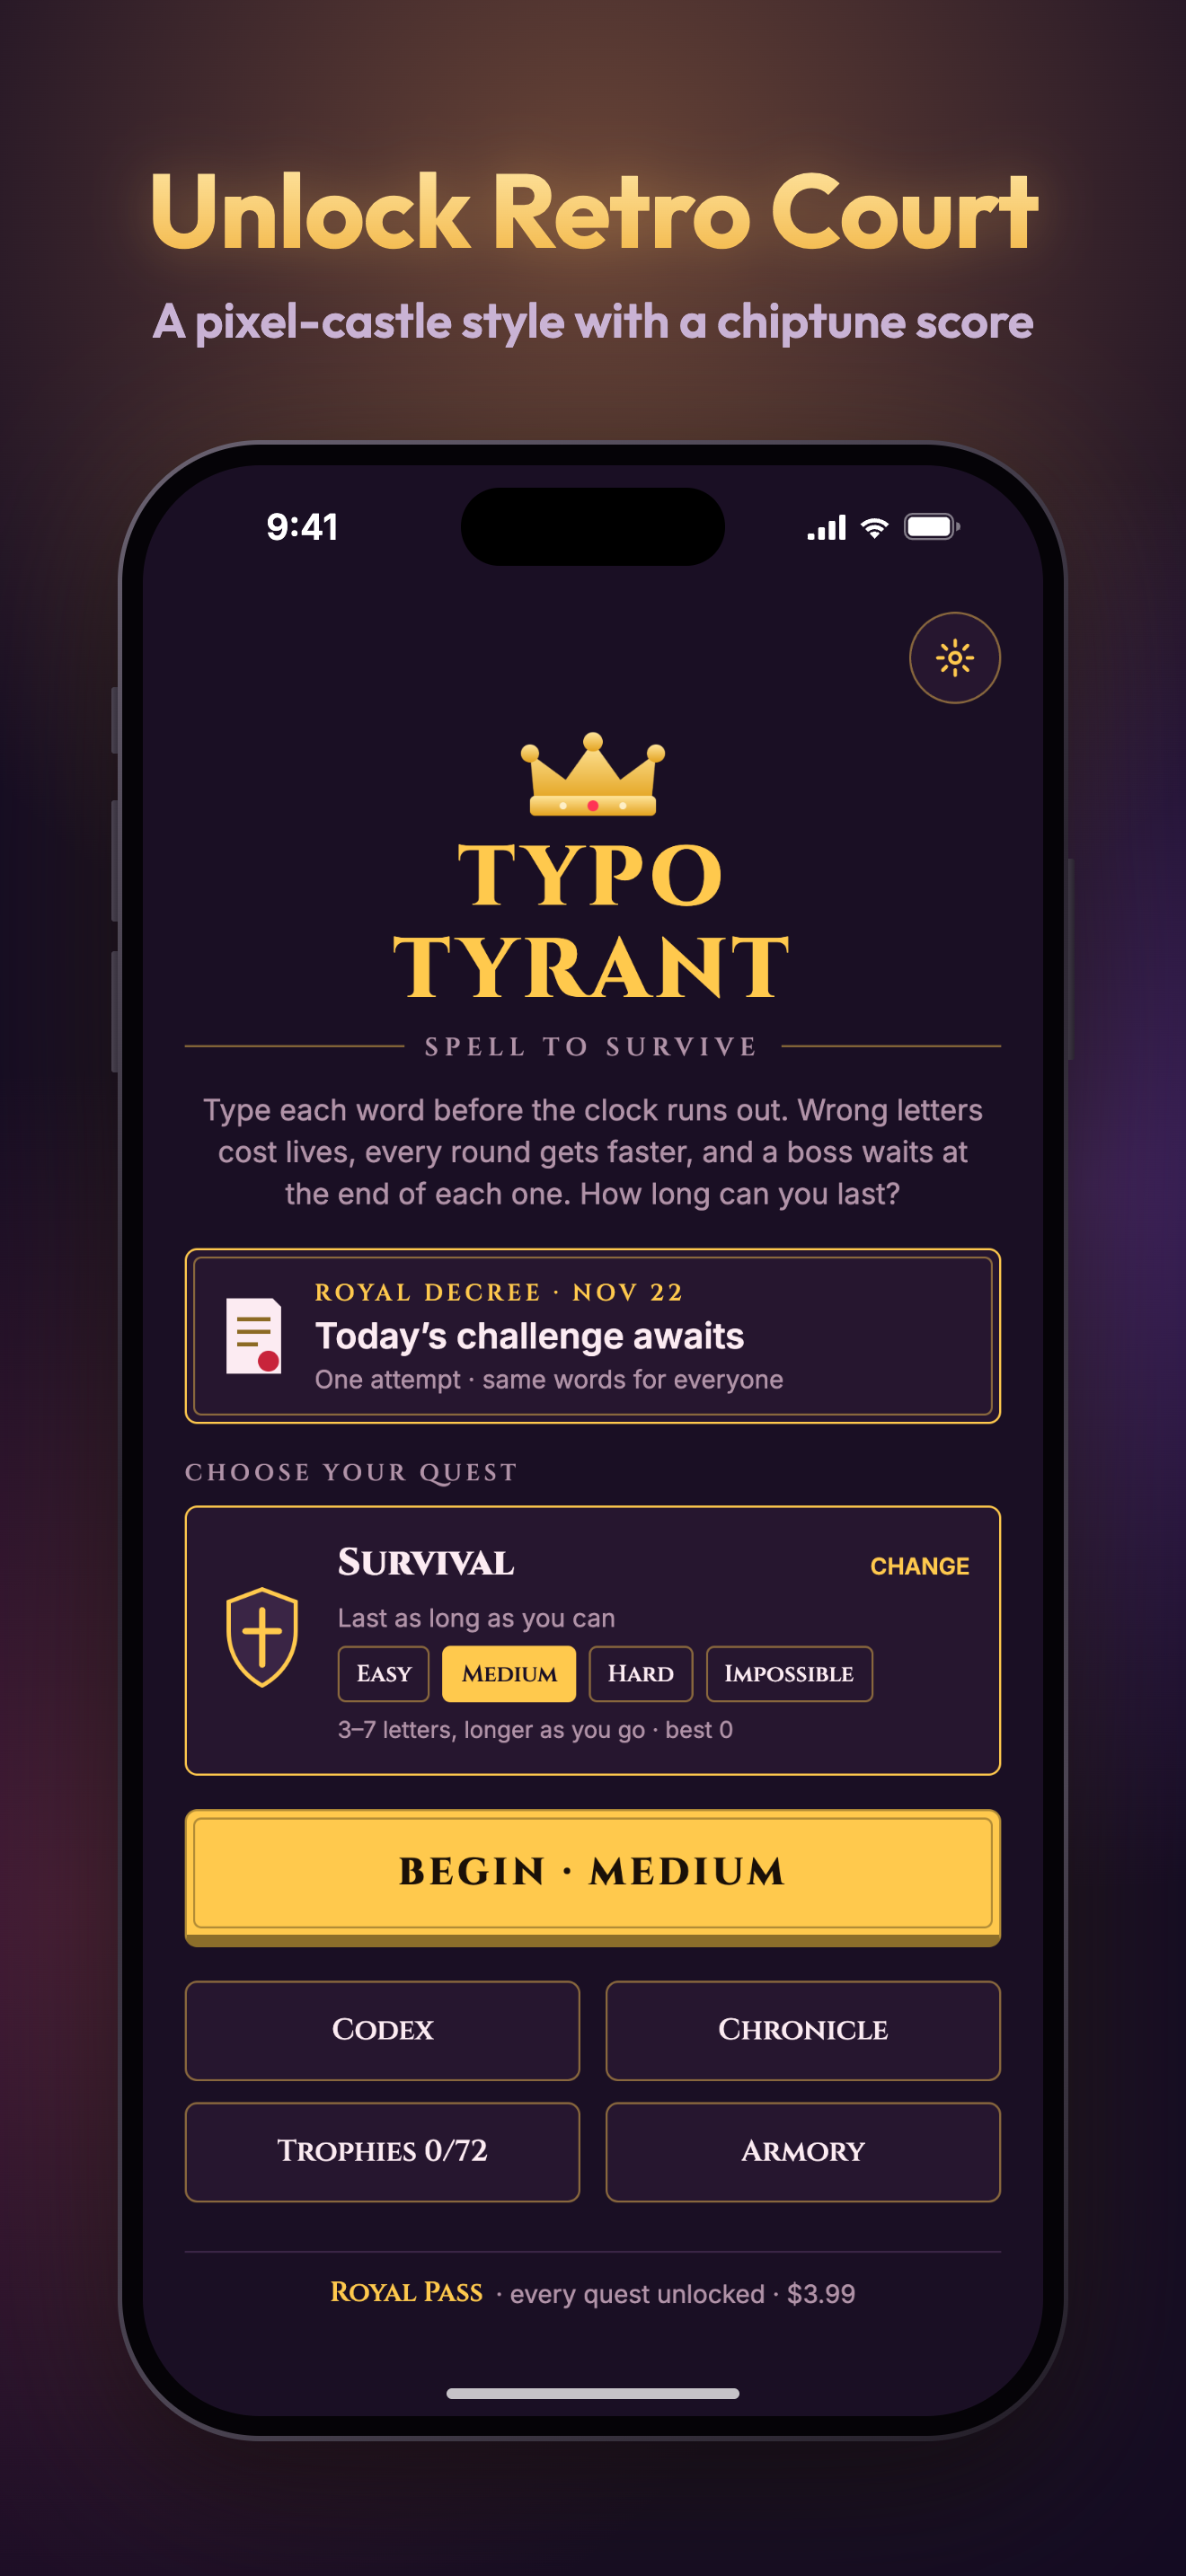 Unlock Retro Court
A pixel-castle style with a chiptune score
9:41
TYPO
TYRANT
SPELL TO SURVIVE
Type each word before the clock runs out. Wrong letters
cost lives, every round gets faster, and a boss waits at
the end of each one. How long can you last?
ROYAL DECREE · NOV 22
Today’s challenge awaits
One attempt · same words for everyone
CHOOSE YOUR QUEST
SURVIVAL
CHANGE
Last as long as you can
EASY MEDIUM HARD IMPOSSIBLE
3–7 letters, longer as you go · best 0
BEGIN · MEDIUM
CODEX CHRONICLE
TROPHIES 0/72 ARMORY
ROYAL PASS · every quest unlocked · $3.99